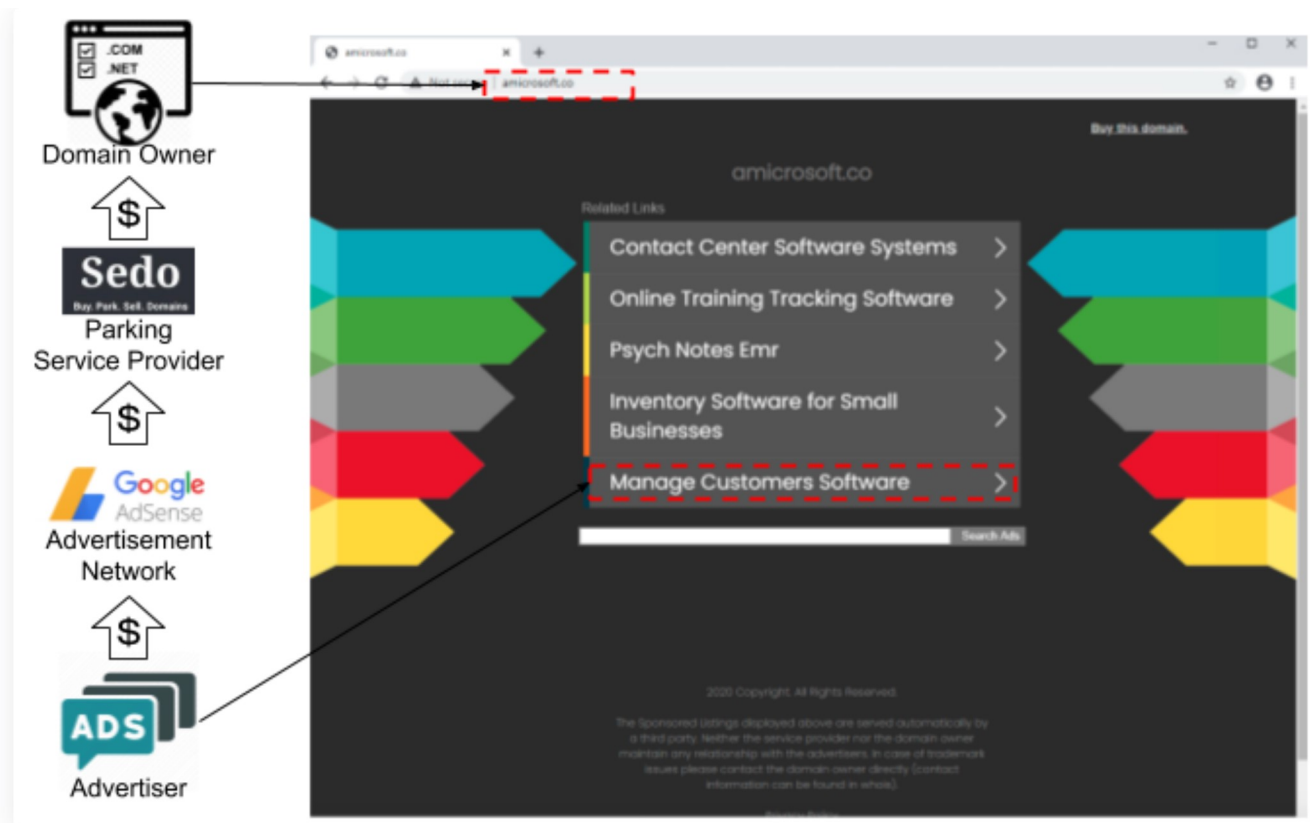 .COM
.NET
Domain Owner
$
Sedo
Buy. Park. Sell. Domains
Parking
Service Provider
$
Google
AdSense
Advertisement
Network
$
ADS
Advertiser
amicrosoft.co
amicrosoft.co
Buy this domain.
amicrosoft.co
Related Links
Contact Center Software Systems
Online Training Tracking Software
Psych Notes Emr
Inventory Software for Small
Businesses
Manage Customers Software
Search Ads
2020 Copyright. All Rights Reserved.
The Sponsored Listings displayed above are served automatically by
a third party. Neither the service provider nor the domain owner
maintain any relationship with the advertisers. In case of trademark
issues please contact the domain owner directly (contact
information can be found in whois).